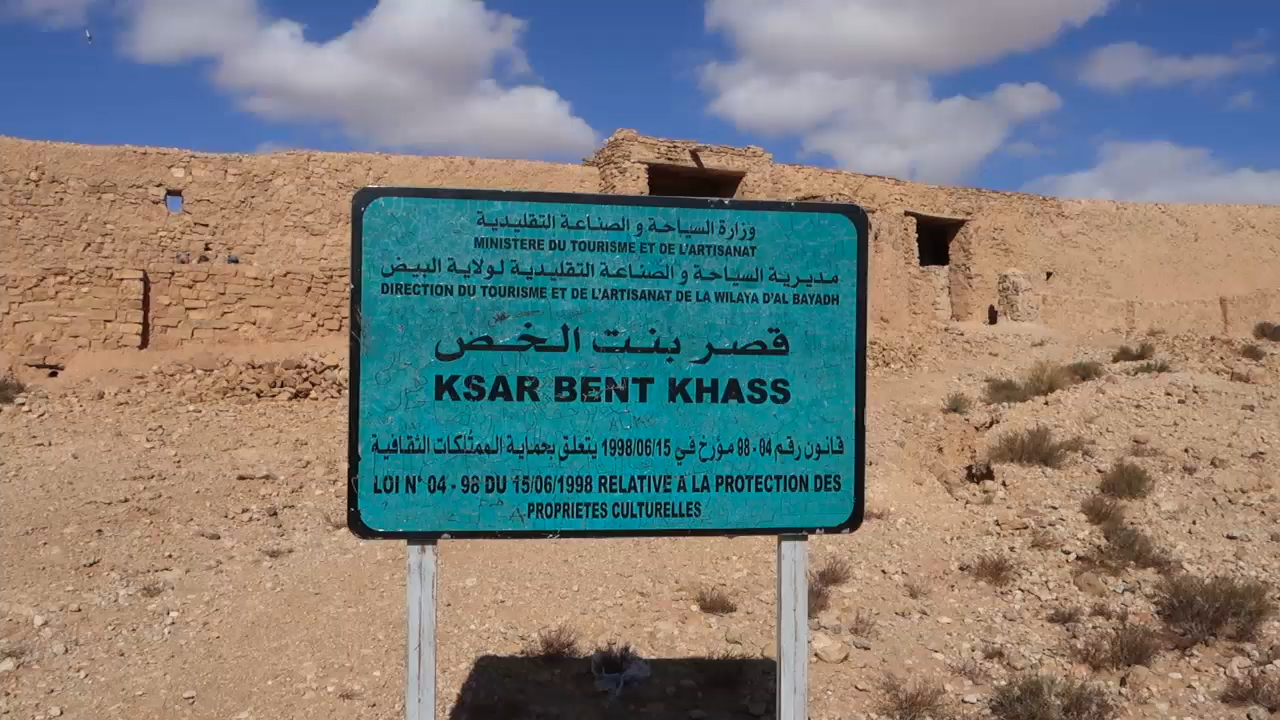 وزارة السياحة و الصناعة التقليدية
MINISTERE DU TOURISME ET DE L'ARTISANAT
مديرية السياحة و الصناعة التقليدية لولاية البيض
DIRECTION DU TOURISME ET DE L'ARTISANAT DE LA WILAYA D'AL BAYADH
قصر بنت الخض
KSAR BENT KHASS
قانون رقم 04 - 98 مؤرخ في 1998/06/15 يتعلق بحماية الممتلكات الثقافية
LOI N° 04 - 98 DU 15/06/1998 RELATIVE A LA PROTECTION DES
PROPRIETES CULTURELLES